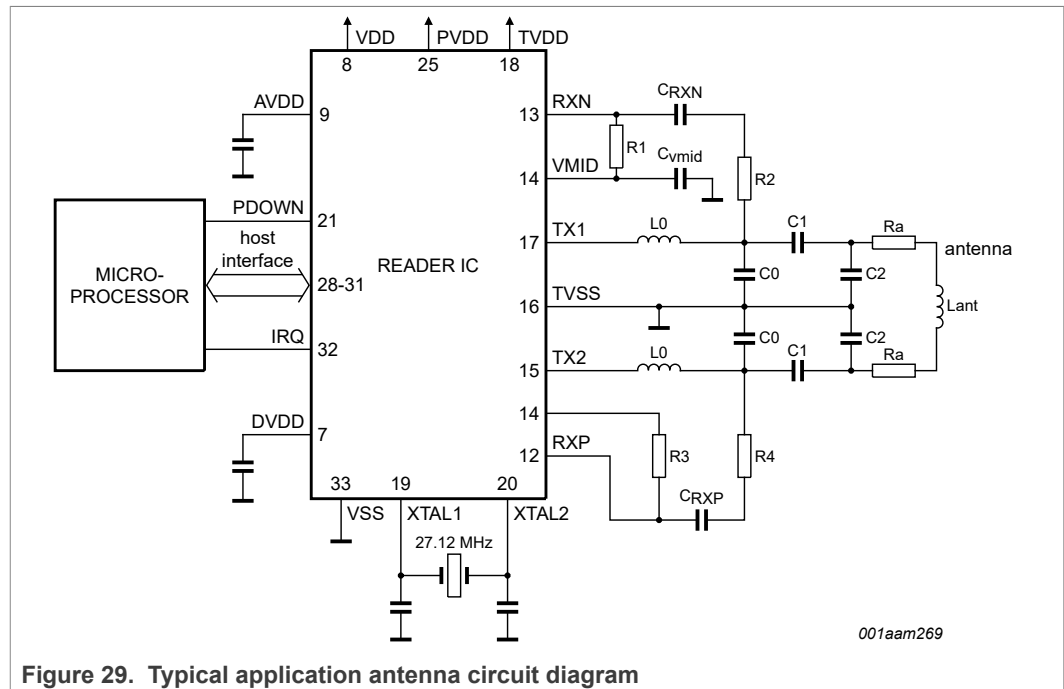 VDD PVDD TVDD
8 25 18
AVDD 9
13 RXN CRXN
R1
14 VMID Cvmid
R2
PDOWN 21
17 TX1 L0 C1 Ra antenna
host
interface
READER IC
MICRO-
PROCESSOR
28-31
C0 C2
16 TVSS
Lant
IRQ 32
C0 C1 C2 Ra
15 TX2 L0
14
DVDD 7
12 RXP
R3 R4
33 19 20
CRXP
VSS XTAL1 XTAL2
27.12 MHz
001aam269
Figure 29. Typical application antenna circuit diagram